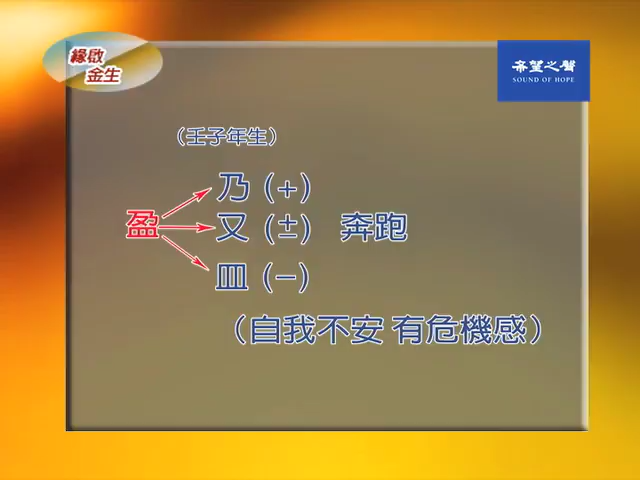 緣啟
金生
希望之聲
SOUND OF HOPE
（壬子年生）
盈
乃（+）
又（±） 奔跑
皿（−）
（自我不安 有危機感）